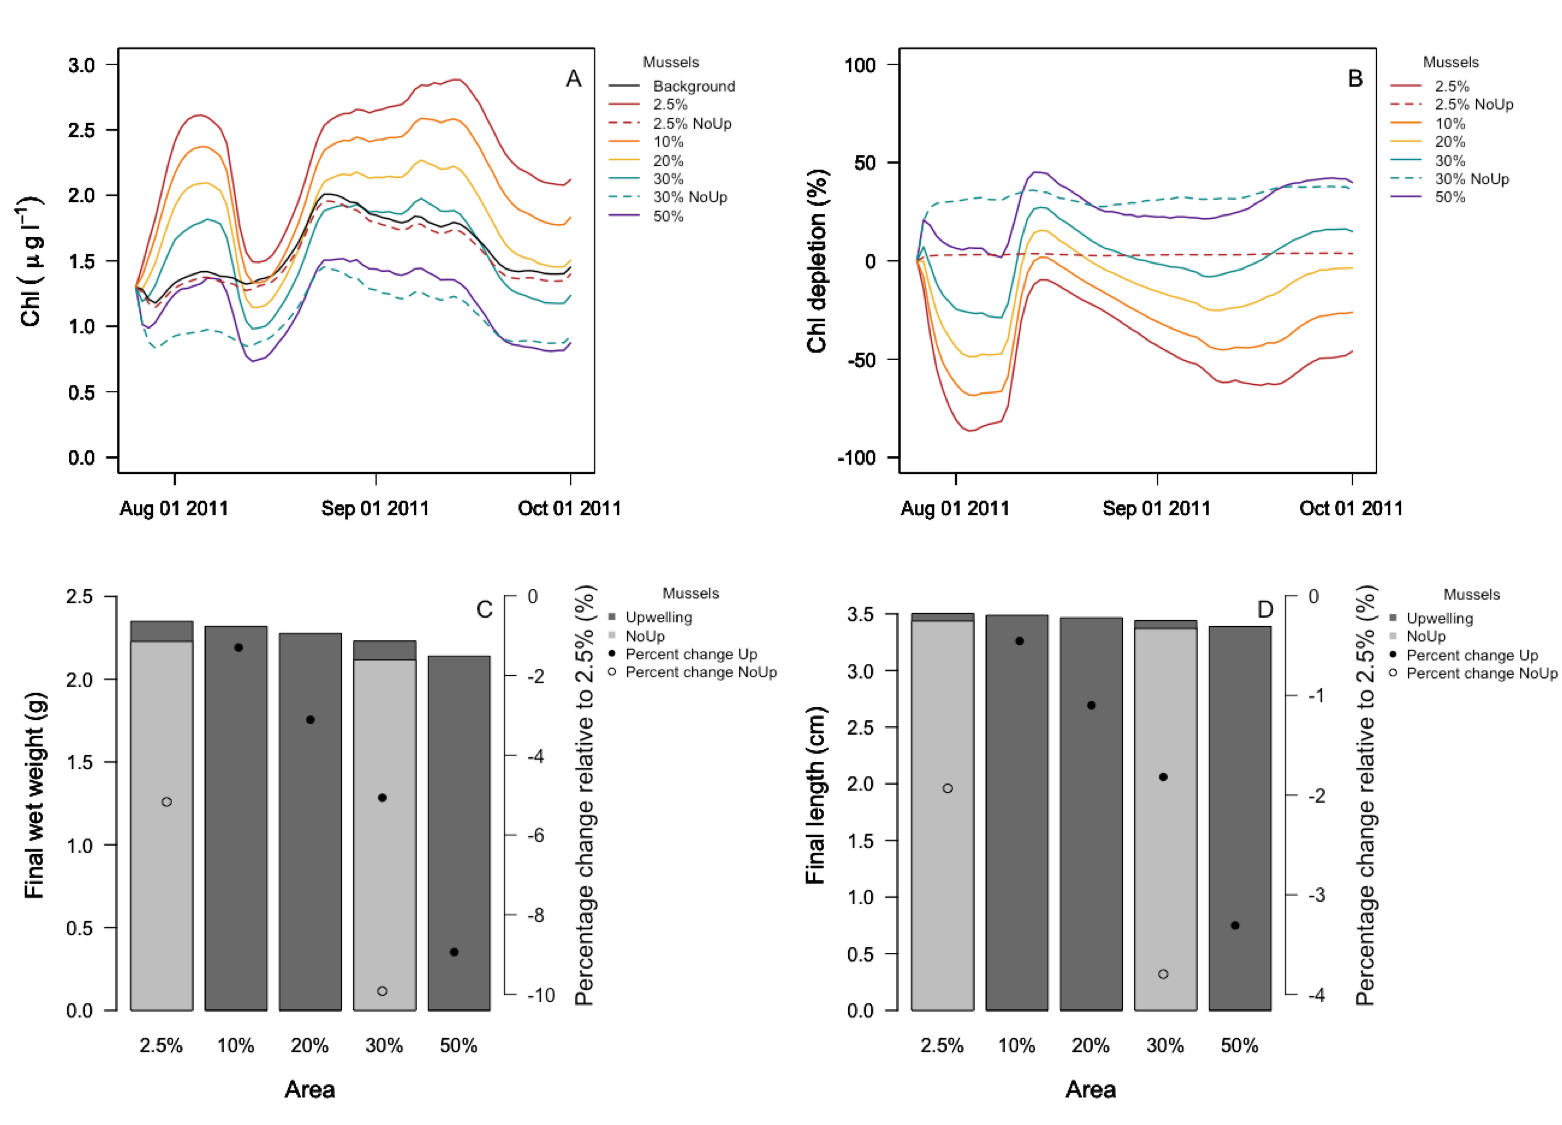 A
Chl ( μ g l⁻¹)
3.0
2.5
2.0
1.5
1.0
0.5
0.0
Aug 01 2011
Sep 01 2011
Oct 01 2011
Mussels
Background
2.5%
2.5% NoUp
10%
20%
30%
30% NoUp
50%
B
Chl depletion (%)
100
50
0
-50
-100
Aug 01 2011
Sep 01 2011
Oct 01 2011
Mussels
2.5%
2.5% NoUp
10%
20%
30%
30% NoUp
50%
C
Final wet weight (g)
2.5
2.0
1.5
1.0
0.5
0.0
2.5%
10%
20%
30%
50%
Area
0
-2
-4
-6
-8
-10
Percentage change relative to 2.5% (%)
Mussels
Upwelling
NoUp
Percent change Up
Percent change NoUp
D
Final length (cm)
3.5
3.0
2.5
2.0
1.5
1.0
0.5
0.0
2.5%
10%
20%
30%
50%
Area
0
-1
-2
-3
-4
Percentage change relative to 2.5% (%)
Mussels
Upwelling
NoUp
Percent change Up
Percent change NoUp